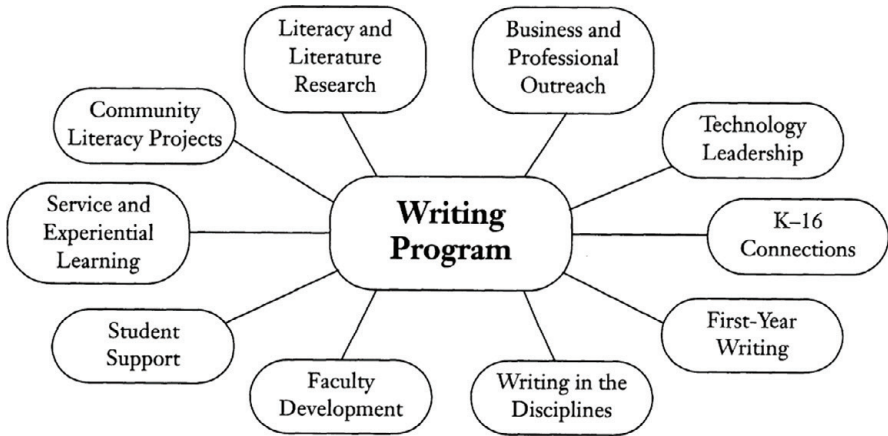 Literacy and
Literature
Research
Business and
Professional
Outreach
Community
Literacy Projects
Technology
Leadership
Writing
Program
Service and
Experiential
Learning
K–16
Connections
Student
Support
First-Year
Writing
Faculty
Development
Writing in the
Disciplines